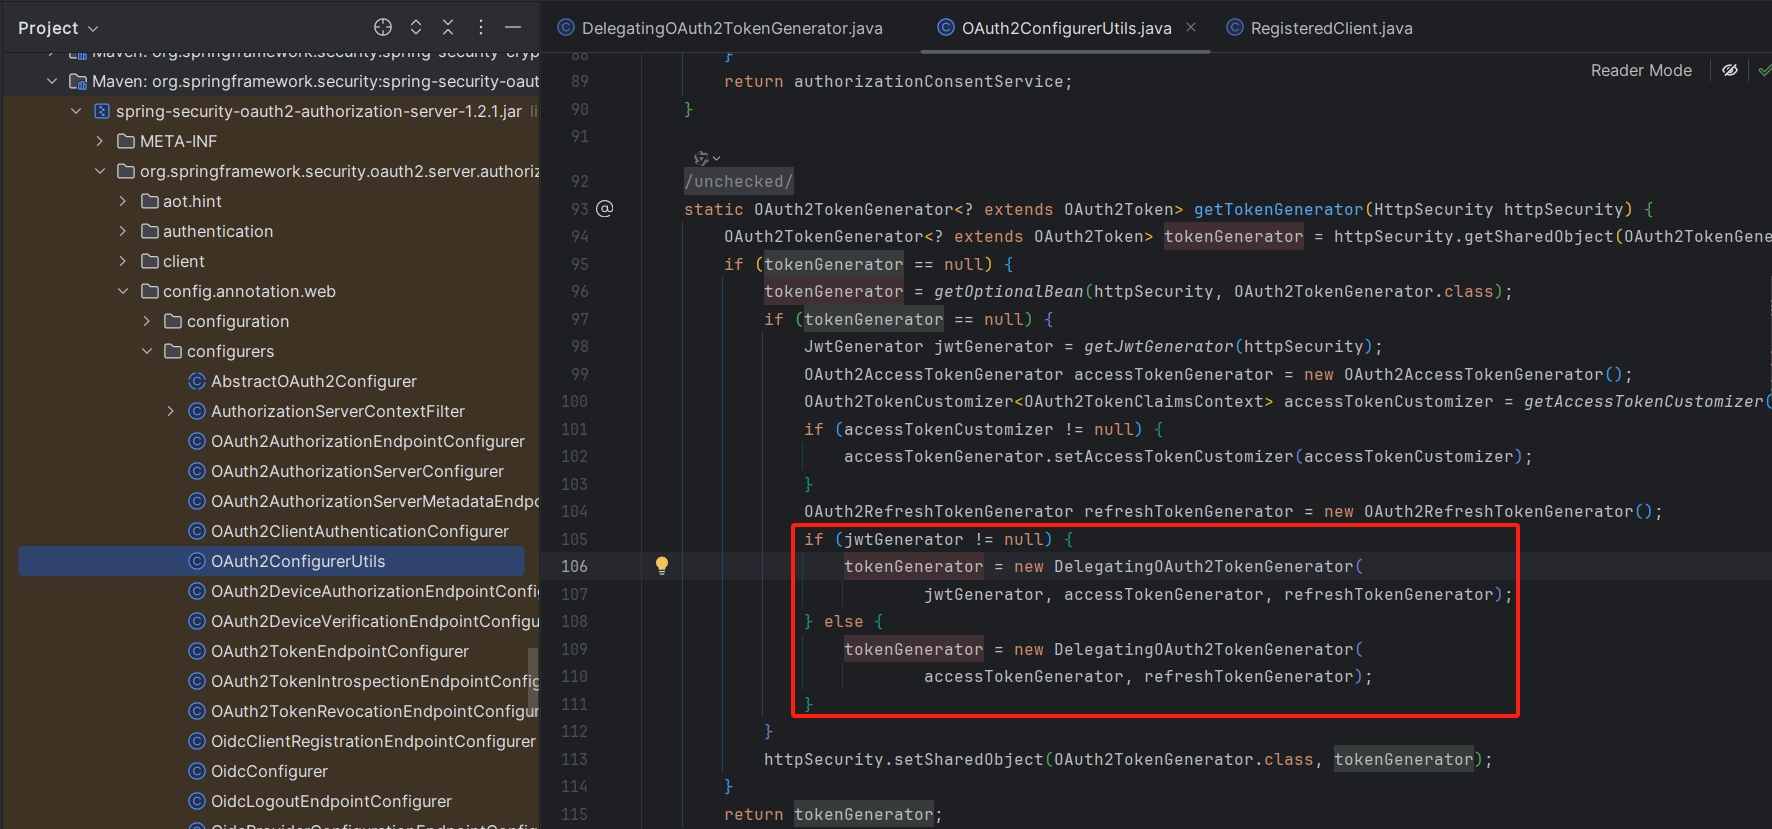 Project
DelegatingOAuth2TokenGenerator.java
OAuth2ConfigurerUtils.java
RegisteredClient.java
Reader Mode
Maven: org.springframework.security:spring-security-cryp
Maven: org.springframework.security:spring-security-oaut
spring-security-oauth2-authorization-server-1.2.1.jar li
META-INF
org.springframework.security.oauth2.server.authoriz
aot.hint
authentication
client
config.annotation.web
configuration
configurers
AbstractOAuth2Configurer
AuthorizationServerContextFilter
OAuth2AuthorizationEndpointConfigurer
OAuth2AuthorizationServerConfigurer
OAuth2AuthorizationServerMetadataEndpo
OAuth2ClientAuthenticationConfigurer
OAuth2ConfigurerUtils
OAuth2DeviceAuthorizationEndpointConfi
OAuth2DeviceVerificationEndpointConfigu
OAuth2TokenEndpointConfigurer
OAuth2TokenIntrospectionEndpointConfig
OAuth2TokenRevocationEndpointConfigur
OidcClientRegistrationEndpointConfigurer
OidcConfigurer
OidcLogoutEndpointConfigurer
OidcProviderConfigurationEndpointConfig
88 }
89 return authorizationConsentService;
90 }
91
92 /unchecked/
93 static OAuth2TokenGenerator<? extends OAuth2Token> getTokenGenerator(HttpSecurity httpSecurity) {
94 OAuth2TokenGenerator<? extends OAuth2Token> tokenGenerator = httpSecurity.getSharedObject(OAuth2TokenGene
95 if (tokenGenerator == null) {
96 tokenGenerator = getOptionalBean(httpSecurity, OAuth2TokenGenerator.class);
97 if (tokenGenerator == null) {
98 JwtGenerator jwtGenerator = getJwtGenerator(httpSecurity);
99 OAuth2AccessTokenGenerator accessTokenGenerator = new OAuth2AccessTokenGenerator();
100 OAuth2TokenCustomizer<OAuth2TokenClaimsContext> accessTokenCustomizer = getAccessTokenCustomizer(
101 if (accessTokenCustomizer != null) {
102 accessTokenGenerator.setAccessTokenCustomizer(accessTokenCustomizer);
103 }
104 OAuth2RefreshTokenGenerator refreshTokenGenerator = new OAuth2RefreshTokenGenerator();
105 if (jwtGenerator != null) {
106 tokenGenerator = new DelegatingOAuth2TokenGenerator(
107 jwtGenerator, accessTokenGenerator, refreshTokenGenerator);
108 } else {
109 tokenGenerator = new DelegatingOAuth2TokenGenerator(
110 accessTokenGenerator, refreshTokenGenerator);
111 }
112 }
113 httpSecurity.setSharedObject(OAuth2TokenGenerator.class, tokenGenerator);
114 }
115 return tokenGenerator;